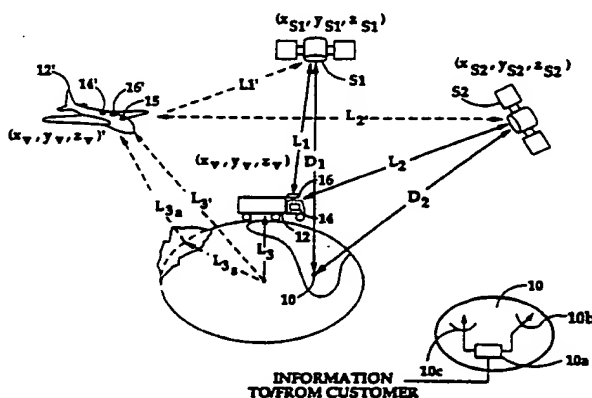 (xS1, yS1, zS1)
12'
14'
16'
15
S1
L1'
(xS2, yS2, zS2)
S2
L2'
(xv, yv, zv)'
(xv, yv, zv)
L1
D1
L2
16
D2
14
12
L3a
L3'
L3
L3s
10
10
10b
10c
10a
INFORMATION
TO/FROM CUSTOMER